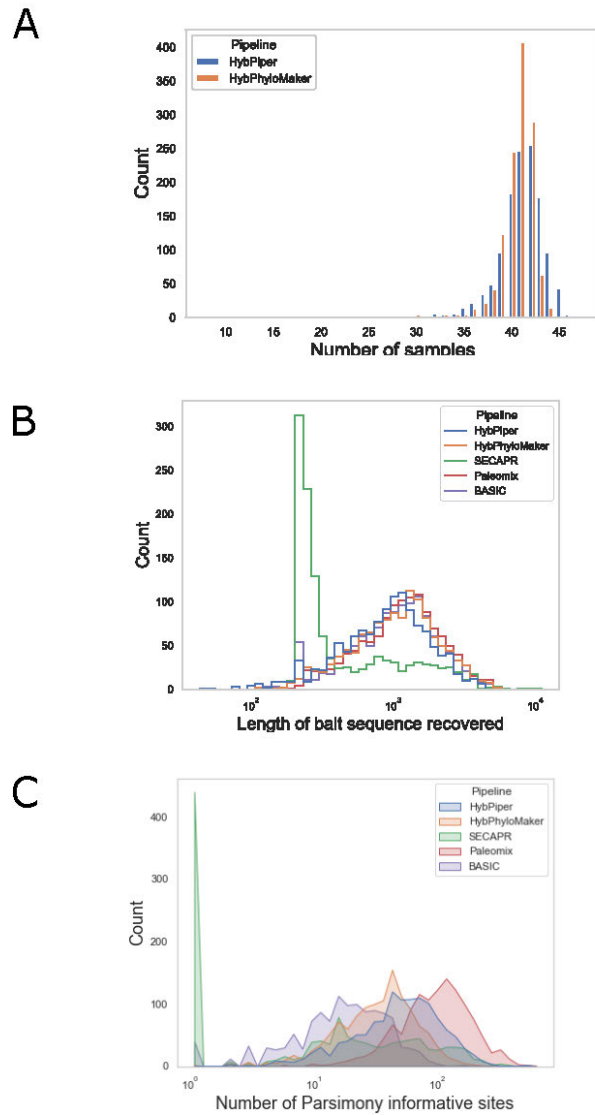 A
Pipeline
HybPiper
HybPhyloMaker
400
350
300
250
200
150
100
50
0
Count
10 15 20 25 30 35 40 45
Number of samples
B
Pipeline
HybPiper
HybPhyloMaker
SECAPR
Paleomix
BASIC
300
250
200
150
100
50
0
Count
10² 10³ 10⁴
Length of bait sequence recovered
C
Pipeline
HybPiper
HybPhyloMaker
SECAPR
Paleomix
BASIC
400
300
200
100
0
Count
10⁰ 10¹ 10²
Number of Parsimony informative sites